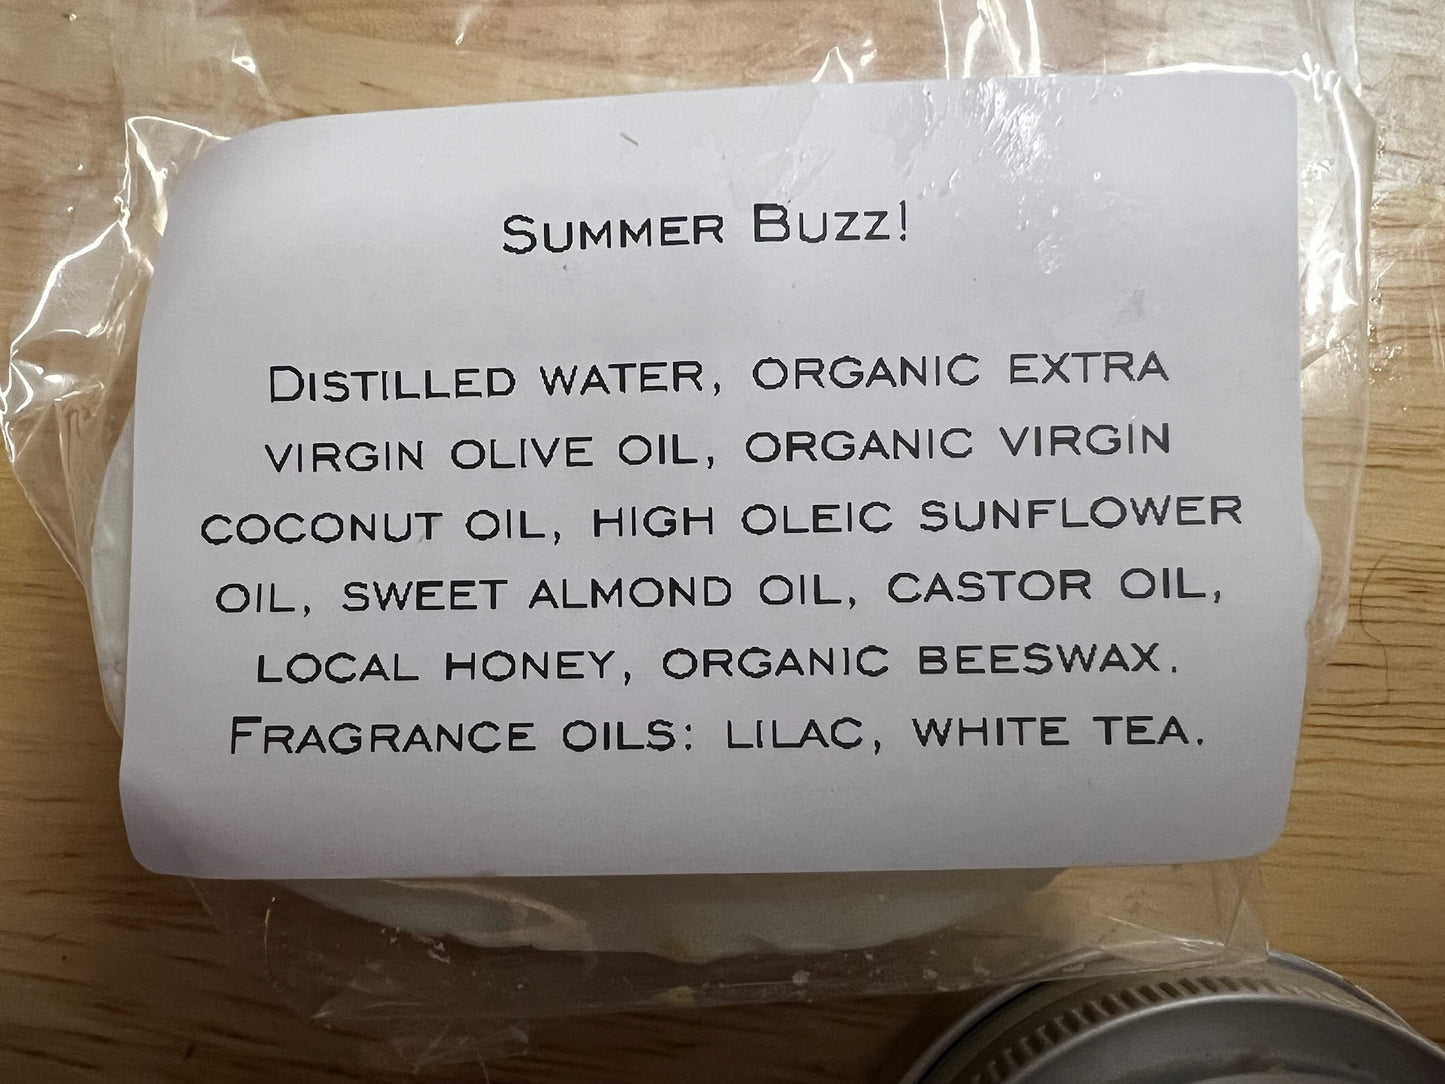 Summer Buzz!
Distilled water, organic extra
virgin olive oil, organic virgin
coconut oil, high oleic sunflower
oil, sweet almond oil, castor oil,
local honey, organic beeswax.
Fragrance oils: lilac, white tea.